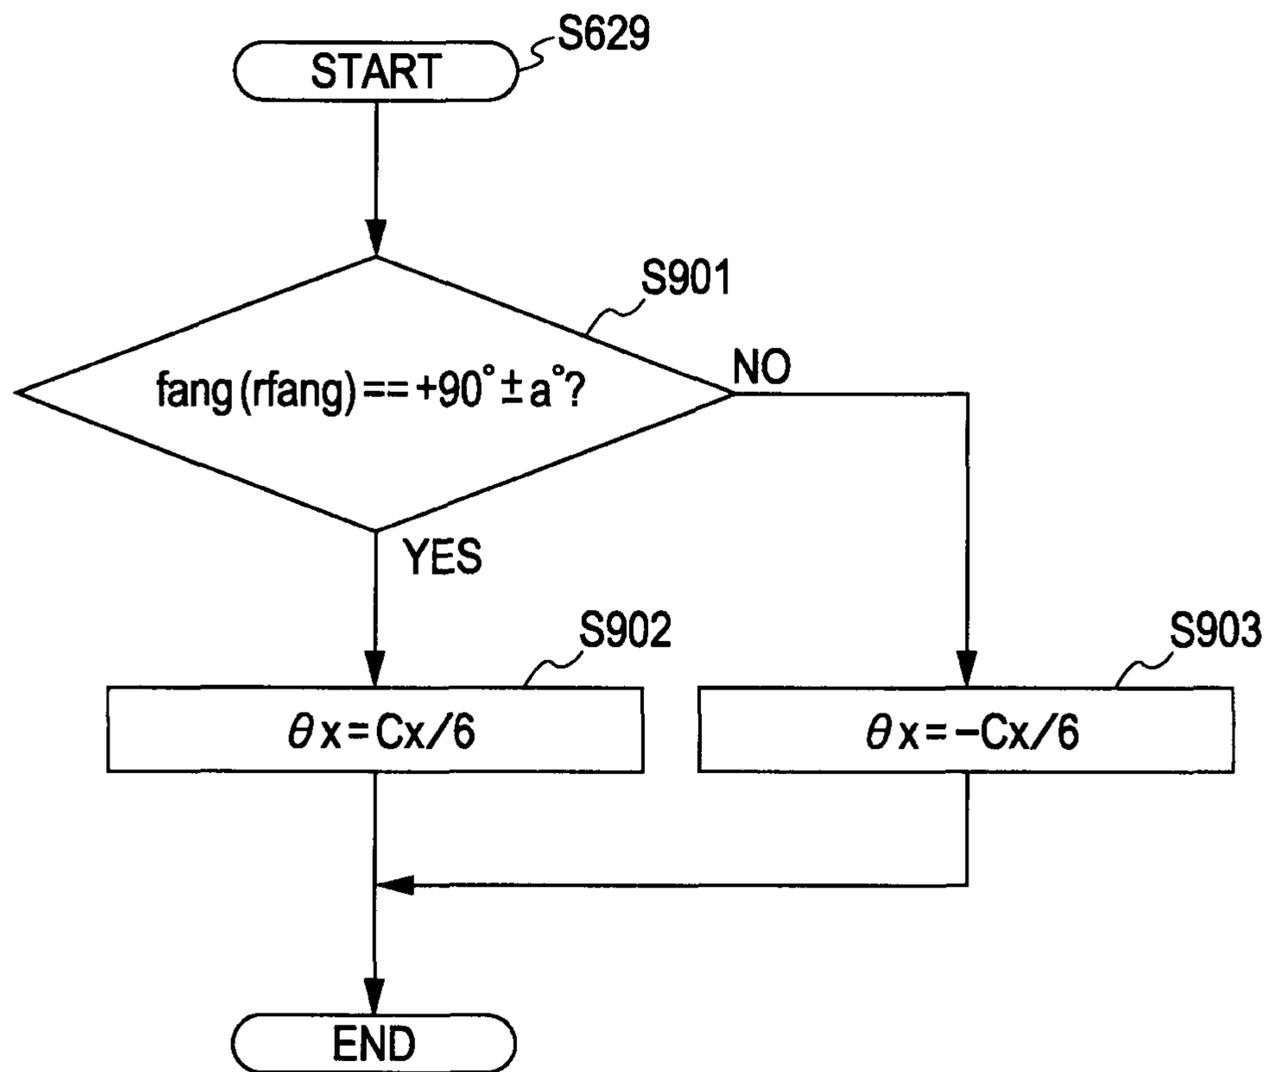 START
S629
S901
fang (rfang) == +90° ± a° ?
NO
YES
S902
θx = Cx/6
S903
θx = –Cx/6
END